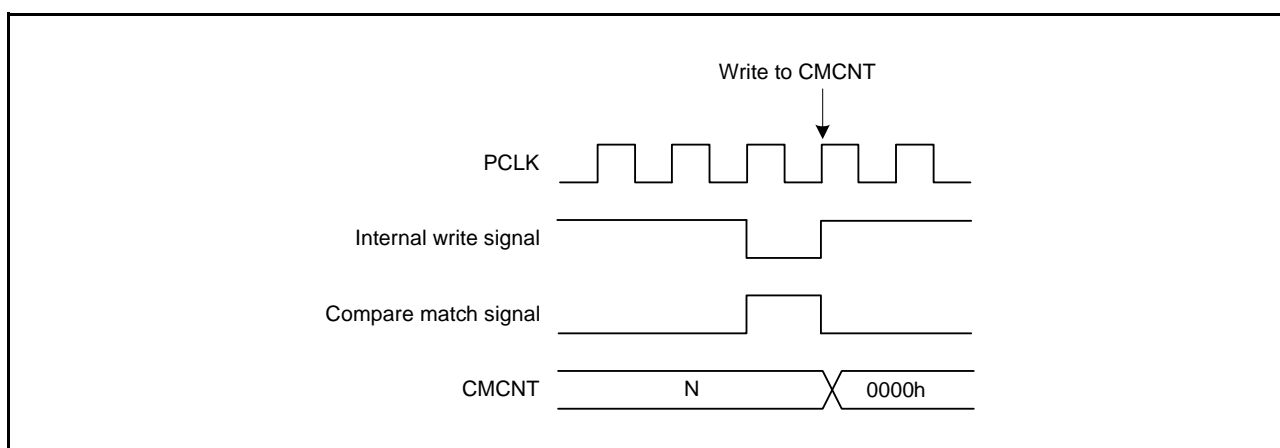 Write to CMCNT
PCLK
Internal write signal
Compare match signal
CMCNT
N
0000h